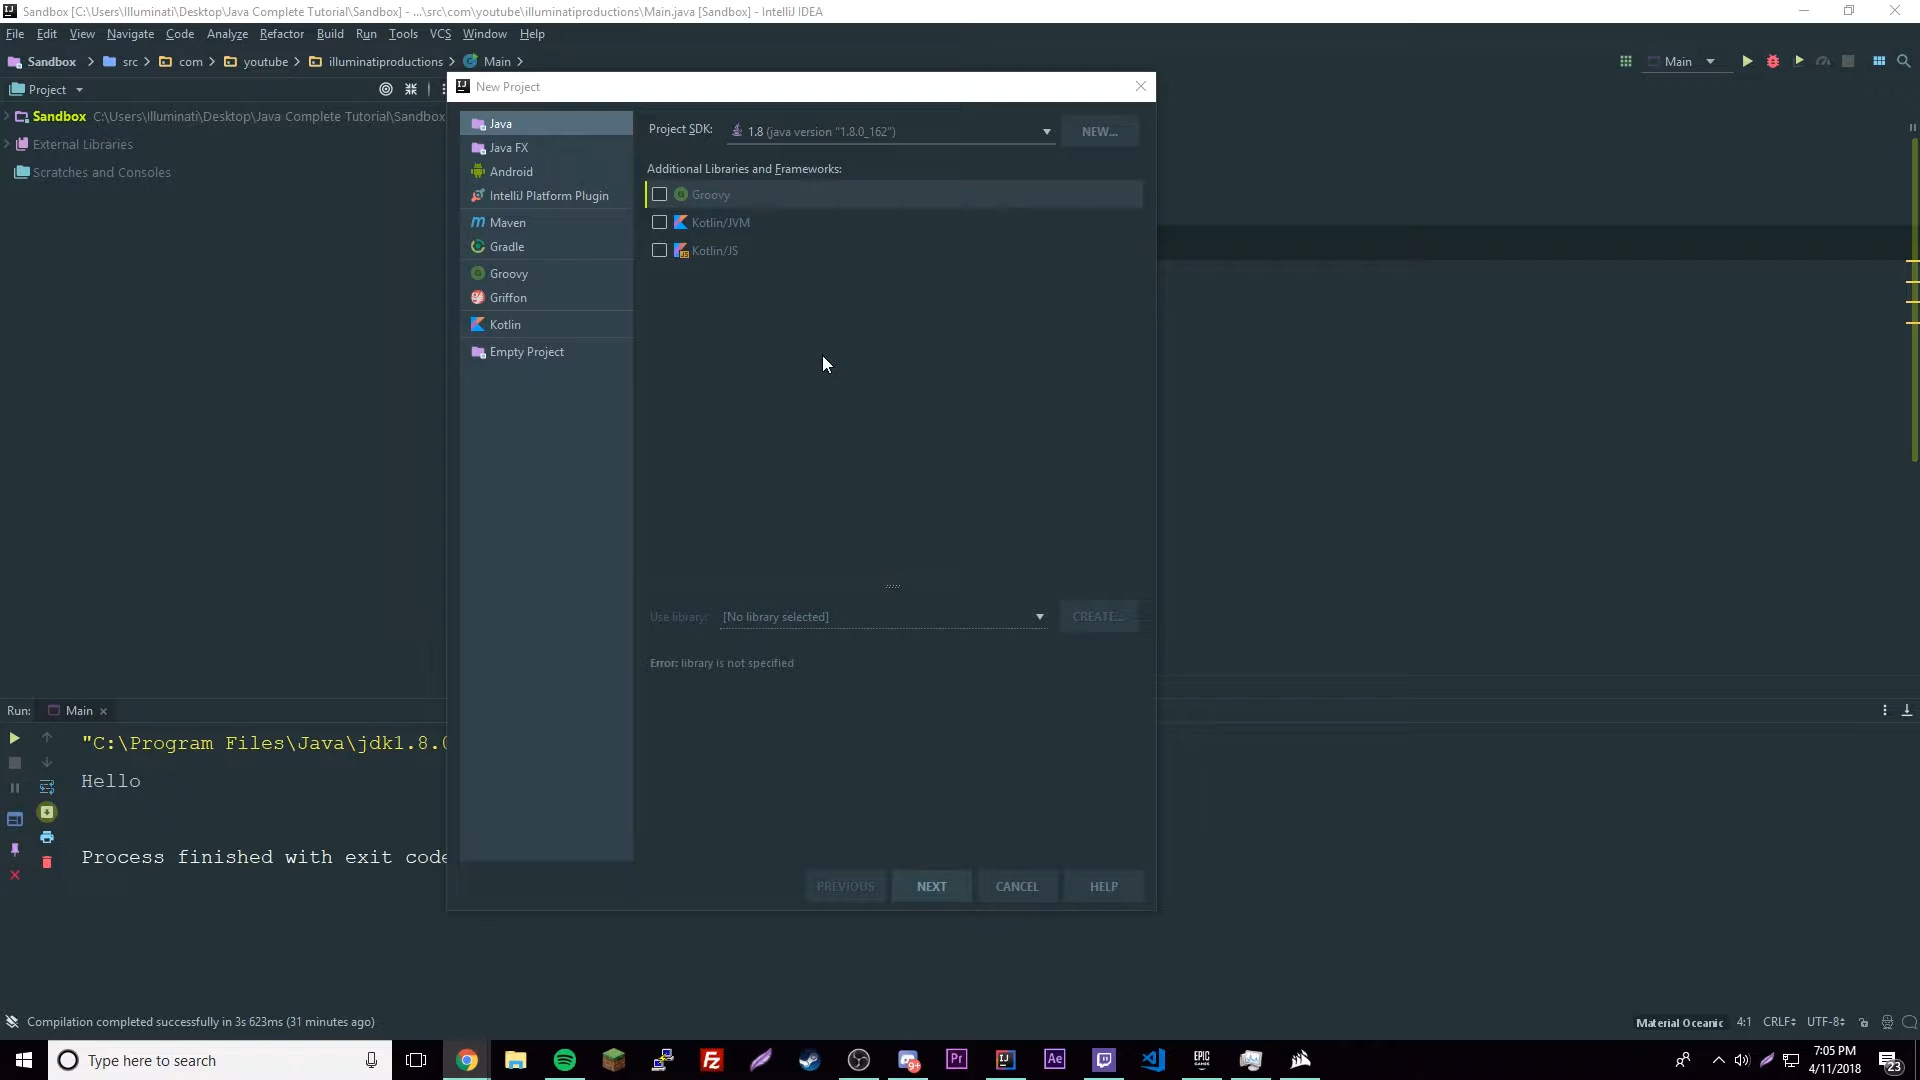 Sandbox [C:\Users\Illuminati\Desktop\Java Complete Tutorial\Sandbox] - ...\src\com\youtube\illuminatiproductions\Main.java [Sandbox] - IntelliJ IDEA
File Edit View Navigate Code Analyze Refactor Build Run Tools VCS Window Help
Sandbox src com youtube illuminatiproductions Main
Main
Project
New Project
Sandbox C:\Users\Illuminati\Desktop\Java Complete Tutorial\Sandbox
External Libraries
Scratches and Consoles
Java
Java FX
Android
IntelliJ Platform Plugin
Maven
Gradle
Groovy
Griffon
Kotlin
Empty Project
Project SDK: 1.8 (java version "1.8.0_162") NEW...
Additional Libraries and Frameworks:
Groovy
Kotlin/JVM
Kotlin/JS
Use library: [No library selected] CREATE...
Error: library is not specified
PREVIOUS NEXT CANCEL HELP
Run: Main
"C:\Program Files\Java\jdk1.8.0
Hello
Process finished with exit code
Compilation completed successfully in 3s 623ms (31 minutes ago)
Material Oceanic 4:1 CRLF UTF-8
Type here to search
7:05 PM
4/11/2018
23